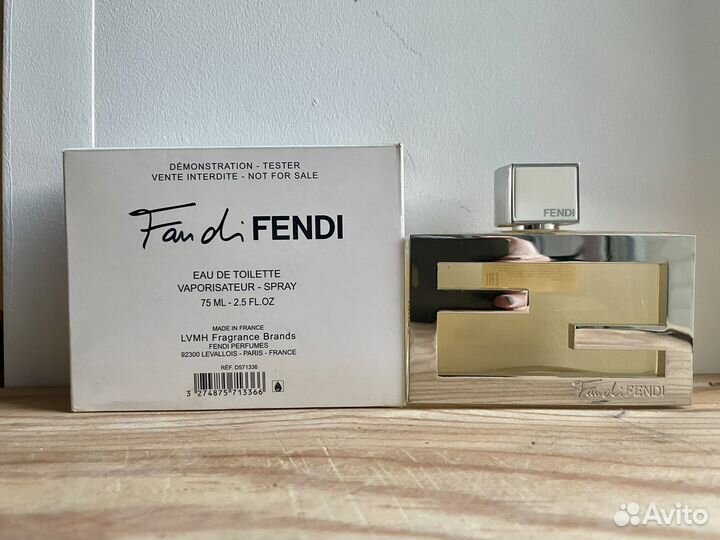 DÉMONSTRATION - TESTER
VENTE INTERDITE - NOT FOR SALE
Fan di FENDI
EAU DE TOILETTE
VAPORISATEUR - SPRAY
75 ML - 2.5 FL.OZ
MADE IN FRANCE
LVMH Fragrance Brands
FENDI PERFUMES
92300 LEVALLOIS - PARIS - FRANCE
RÉF. D571336
3 274875 713366
FENDI
Fan di FENDI
Avito